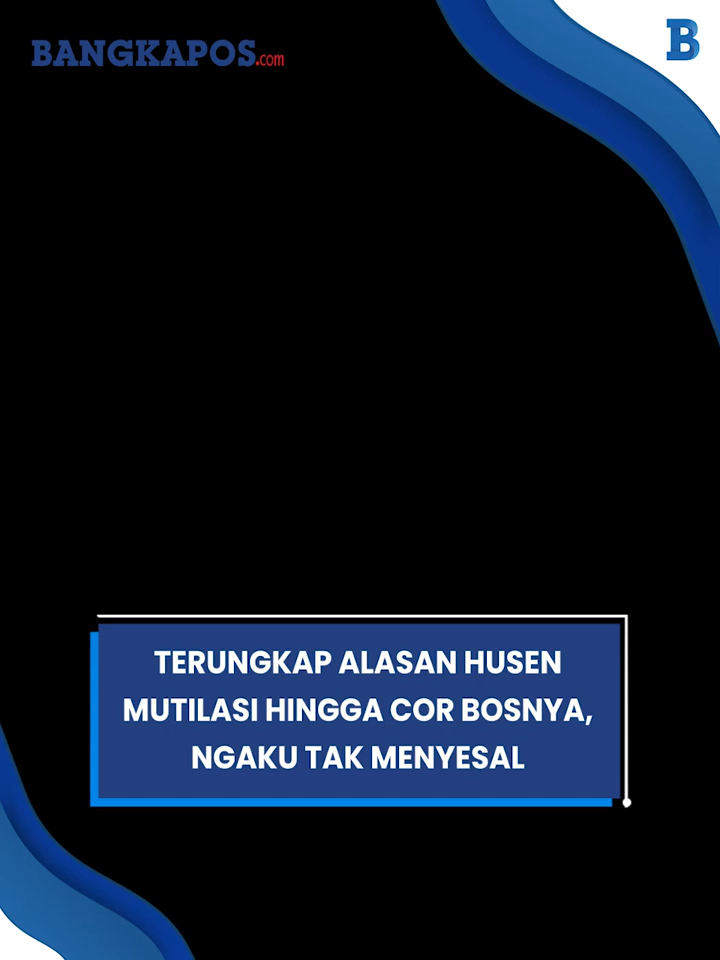 BANGKAPOS.com
B
TERUNGKAP ALASAN HUSEN
MUTILASI HINGGA COR BOSNYA,
NGAKU TAK MENYESAL